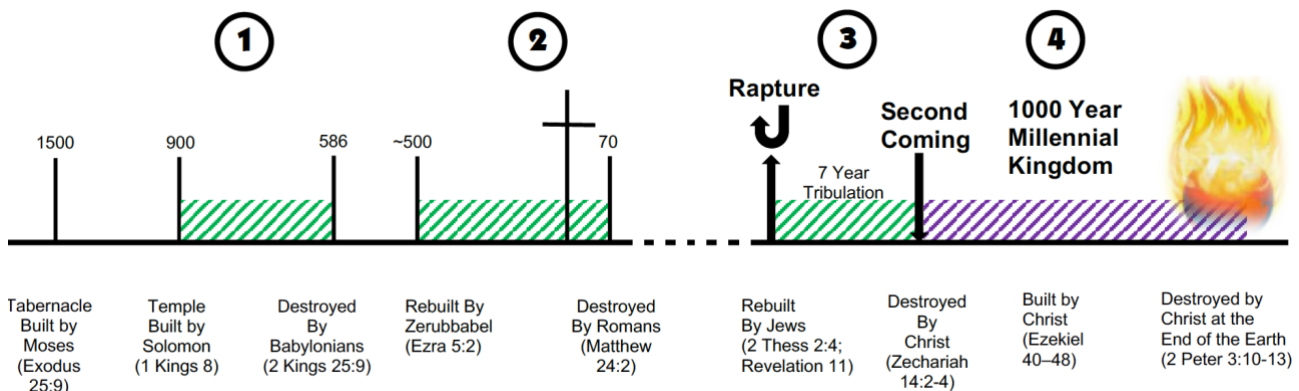 1
2
3
4
Rapture
Second
Coming
1000 Year
Millennial
Kingdom
1500
900
586
~500
70
7 Year
Tribulation
Tabernacle
Built by
Moses
(Exodus
25:9)
Temple
Built by
Solomon
(1 Kings 8)
Destroyed
By
Babylonians
(2 Kings 25:9)
Rebuilt By
Zerubbabel
(Ezra 5:2)
Destroyed
By Romans
(Matthew
24:2)
Rebuilt
By Jews
(2 Thess 2:4;
Revelation 11)
Destroyed
By
Christ
(Zechariah
14:2-4)
Built by
Christ
(Ezekiel
40–48)
Destroyed by
Christ at the
End of the Earth
(2 Peter 3:10-13)